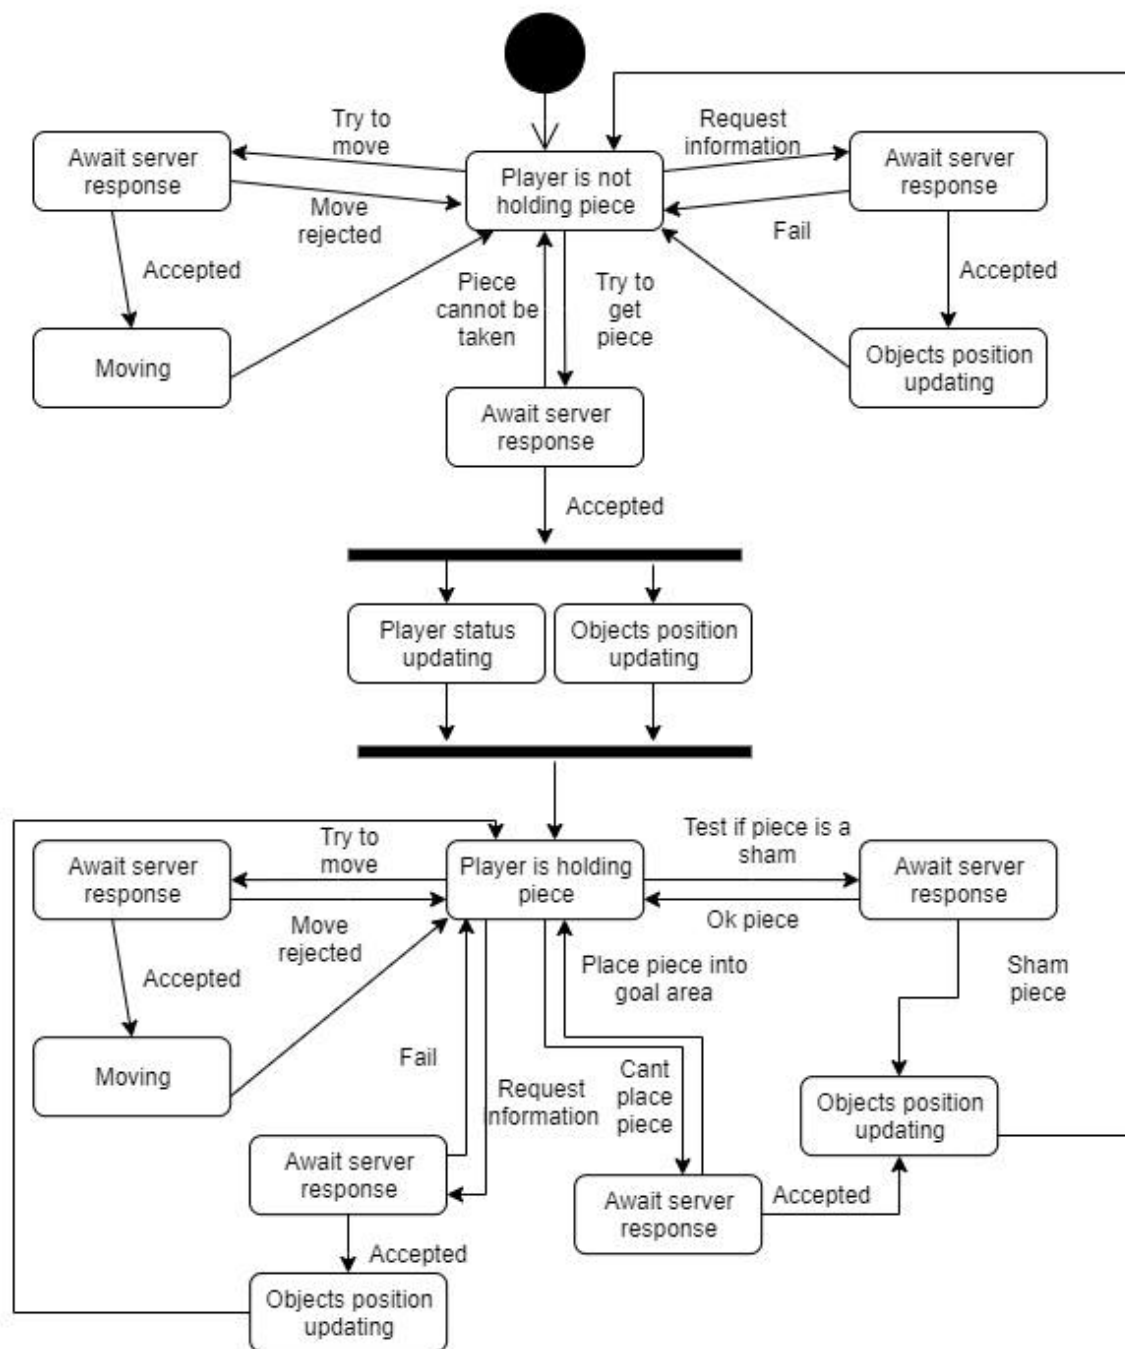 Try to
move
Request
information
Await server
response
Player is not
holding piece
Await server
response
Move
rejected
Fail
Accepted
Piece
cannot be
taken
Try to
get
piece
Accepted
Moving
Objects position
updating
Await server
response
Accepted
Player status
updating
Objects position
updating
Try to
move
Test if piece is a
sham
Await server
response
Player is holding
piece
Await server
response
Move
rejected
Ok piece
Accepted
Place piece into
goal area
Sham
piece
Moving
Fail
Request
information
Cant
place
piece
Objects position
updating
Await server
response
Await server
response
Accepted
Accepted
Objects position
updating